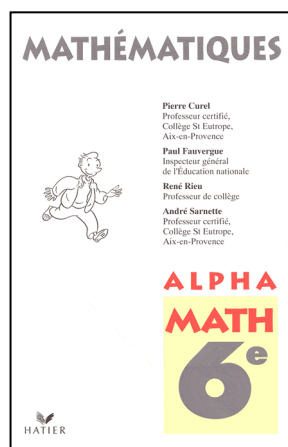 MATHÉMATIQUES
Pierre Curel
Professeur certifié,
Collège St Eutrope,
Aix-en-Provence
Paul Fauvergue
Inspecteur général
de l'Éducation nationale
René Rieu
Professeur de collège
André Sarnette
Professeur certifié,
Collège St Eutrope,
Aix-en-Provence
ALPHA
MATH
6e
HATIER